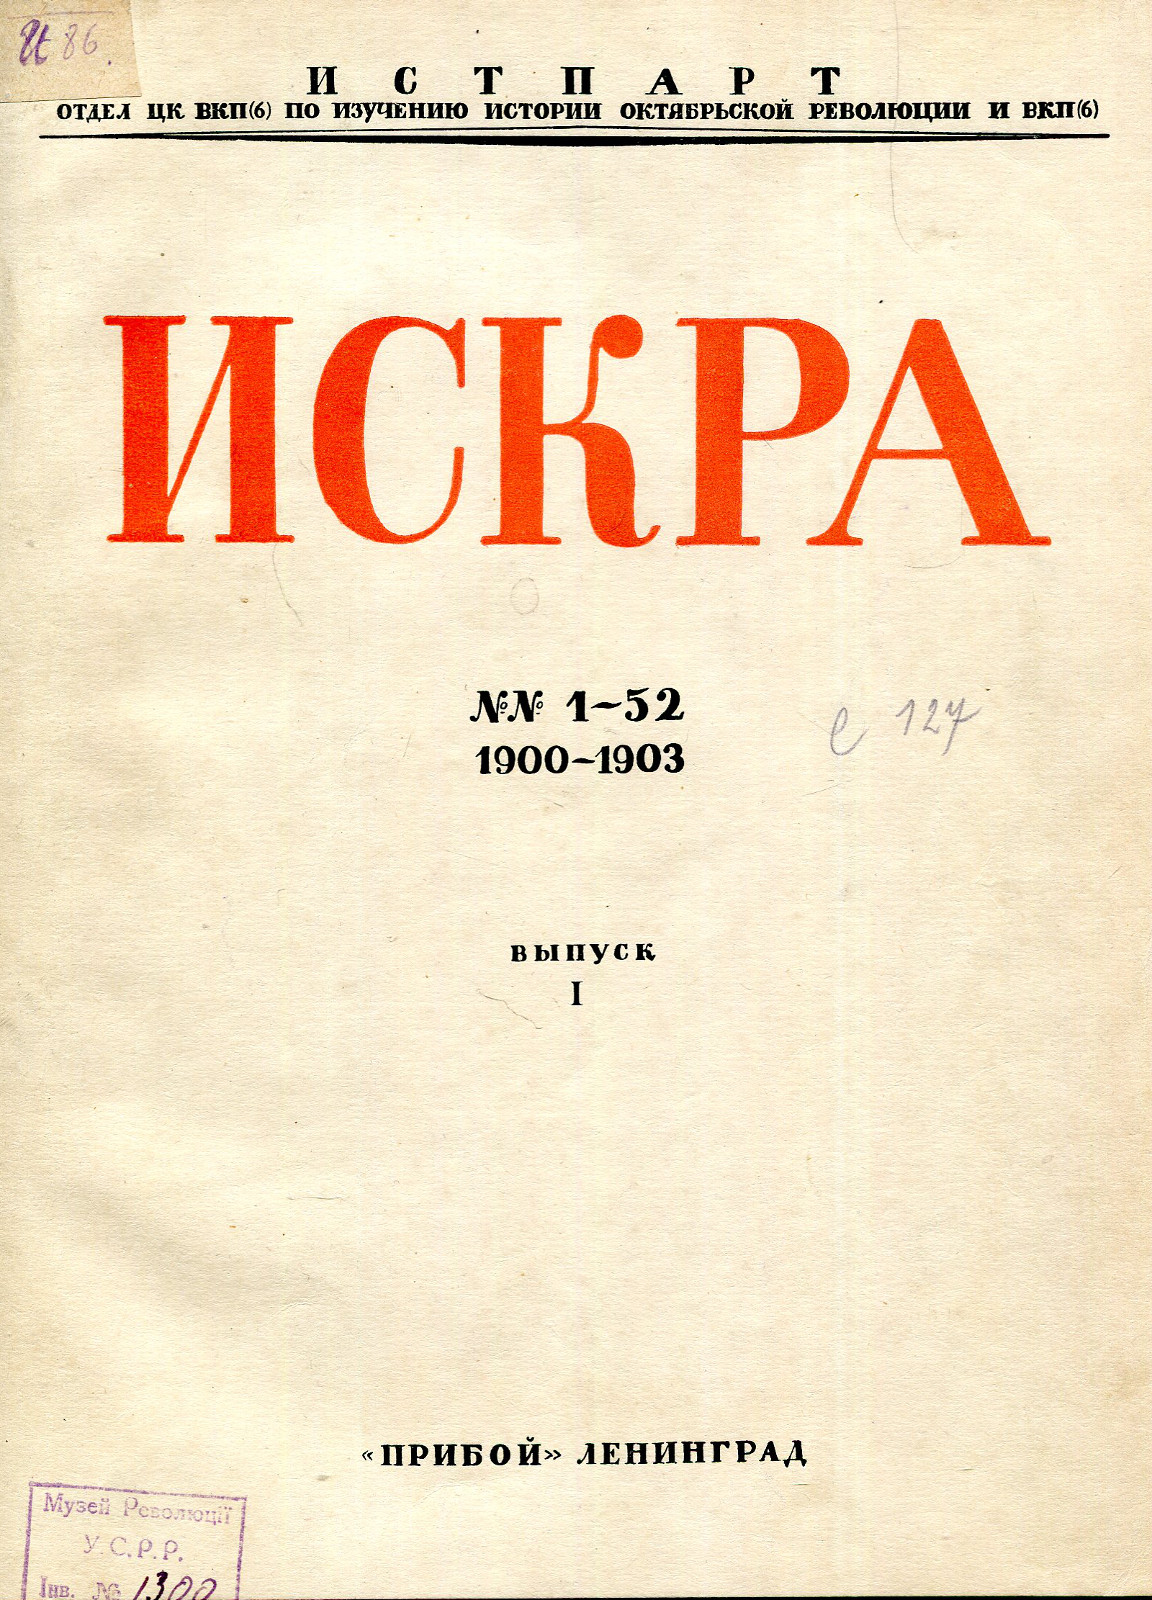 И 86.
ИСТПАРТ
ОТДЕЛ ЦК ВКП(б) ПО ИЗУЧЕНИЮ ИСТОРИИ ОКТЯБРЬСКОЙ РЕВОЛЮЦИИ И ВКП(б)
ИСКРА
№№ 1–52
1900–1903
е 127
ВЫПУСК
I
«ПРИБОЙ» ЛЕНИНГРАД
Музей Революції
У.С.Р.Р.
Інв. № 1300